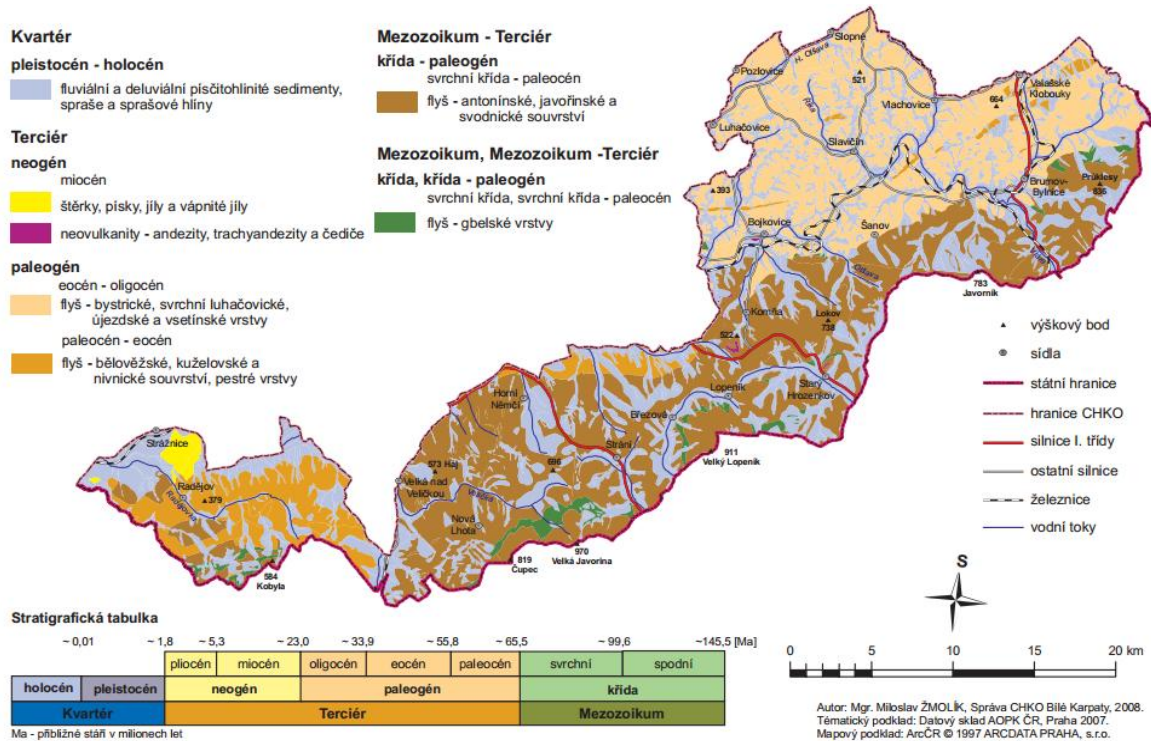 Kvartér
pleistocén - holocén
fluviální a deluviální písčitohlinité sedimenty,
spraše a sprašové hlíny
Terciér
neogén
miocén
štěrky, písky, jíly a vápnité jíly
neovulkanity - andezity, trachyandezity a čediče
paleogén
eocén - oligocén
flyš - bystrické, svrchní luhačovické,
újezdské a vsetínské vrstvy
paleocén - eocén
flyš - bělověžské, kuželovské a
nivnické souvrství, pestré vrstvy
Mezozoikum - Terciér
křída - paleogén
svrchní křída - paleocén
flyš - antonínské, javořinské a
svodnické souvrství
Mezozoikum, Mezozoikum -Terciér
křída, křída - paleogén
svrchní křída, svrchní křída - paleocén
flyš - gbelské vrstvy
Slopné
H. Olšava
Pozlovice
521
Říka
Vlachovice
Valašské
Klobouky
664
Luhačovice
Slavičín
393
Brumov-
Bylnice
Průklesy
836
Bojkovice
Šanov
Vlára
Olšava
783
Javorník
Komňa
Lokov
738
522
Starý
Hrozenkov
Lopeník
Březová
Horní
Němčí
Strání
911
Velký Lopeník
573 Háj
696
Velká nad
Veličkou
Velička
Nová
Lhota
970
Velká Javořina
819
Čupec
Strážnice
Radějov
379
Radějovka
584
Kobyla
výškový bod
sídla
státní hranice
hranice CHKO
silnice I. třídy
ostatní silnice
železnice
vodní toky
S
0 5 10 15 20 km
Stratigrafická tabulka
~ 0,01 ~ 1,8 ~ 5,3 ~ 23,0 ~ 33,9 ~ 55,8 ~ 65,5 ~ 99,6 ~145,5 [Ma]
pliocén miocén oligocén eocén paleocén svrchní spodní
holocén pleistocén neogén paleogén křída
Kvartér Terciér Mezozoikum
Ma - přibližné stáří v milionech let
Autor: Mgr. Miloslav ŽMOLÍK, Správa CHKO Bílé Karpaty, 2008.
Tématický podklad: Datový sklad AOPK ČR, Praha 2007.
Mapový podklad: ArcČR © 1997 ARCDATA PRAHA, s.r.o.